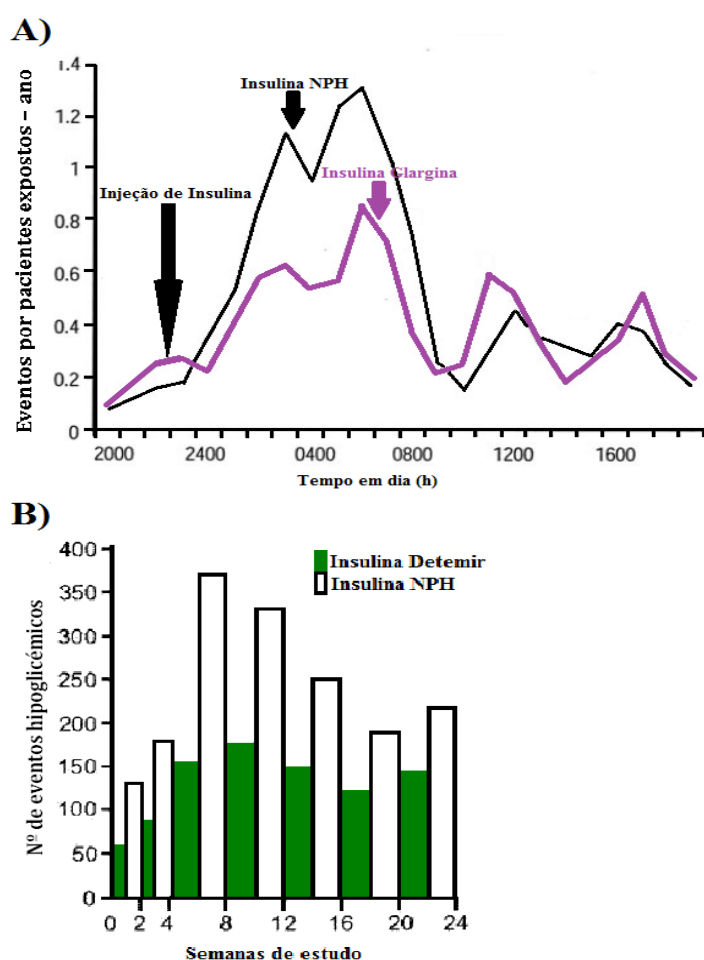 A)
Eventos por pacientes expostos – ano
1.4
1.2
1
0.8
0.6
0.4
0.2
0
Insulina NPH
Injeção de Insulina
Insulina Glargina
2000 2400 0400 0800 1200 1600
Tempo em dia (h)
B)
Nº de eventos hipoglicémicos
400
350
300
250
200
150
100
50
0
Insulina Detemir
Insulina NPH
0 2 4 8 12 16 20 24
Semanas de estudo